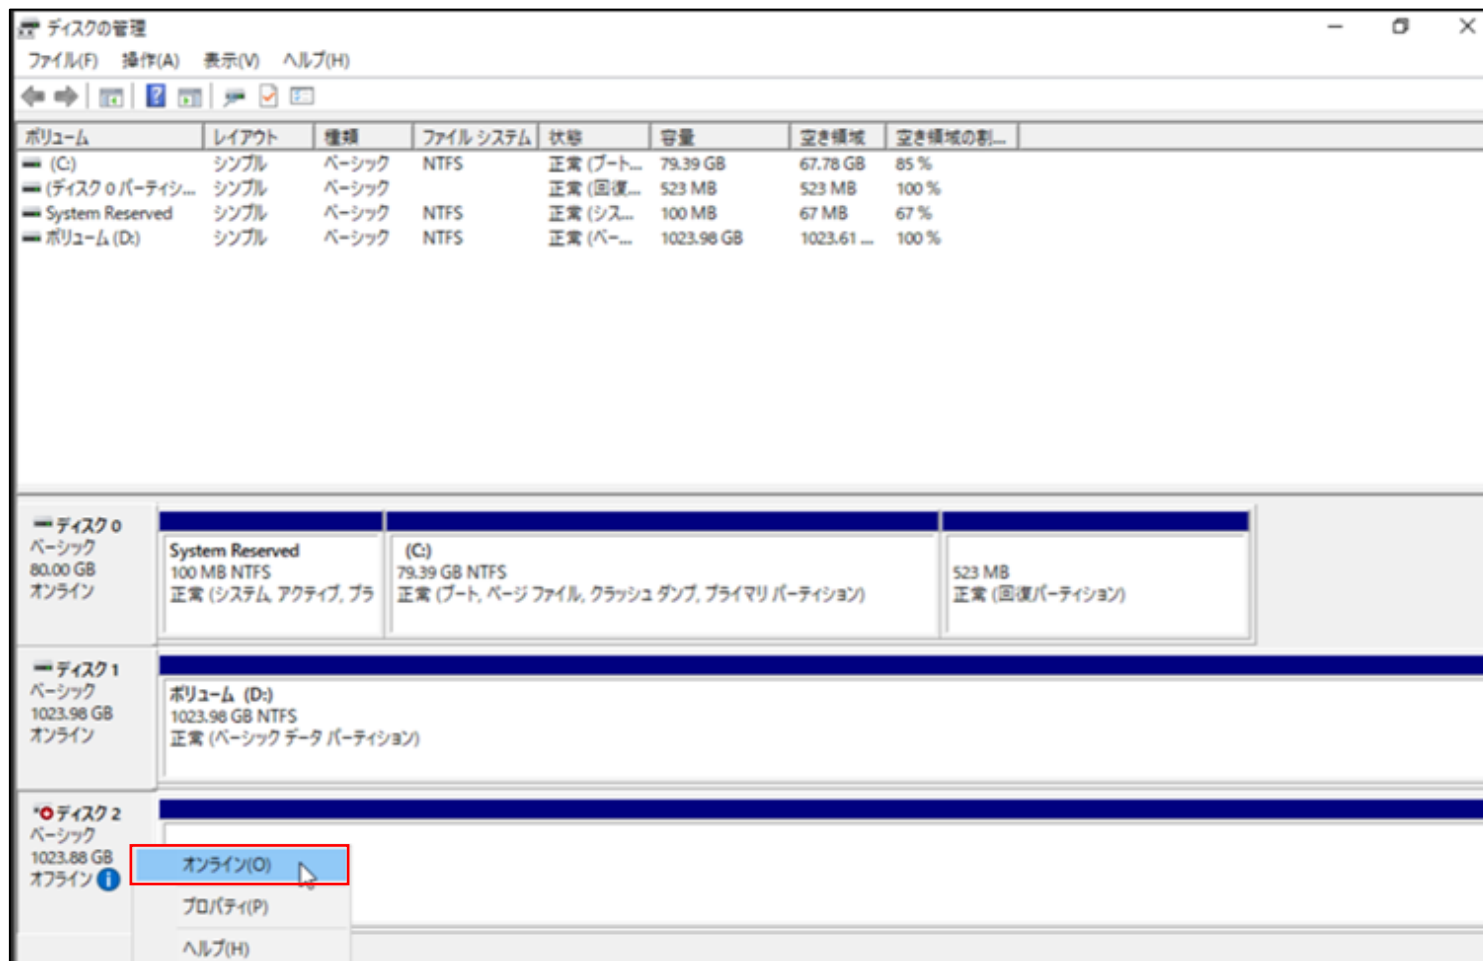 ディスクの管理
ファイル(F) 操作(A) 表示(V) ヘルプ(H)
ボリューム レイアウト 種類 ファイル システム 状態 容量 空き領域 空き領域の割...
(C:) シンプル ベーシック NTFS 正常 (ブート... 79.39 GB 67.78 GB 85 %
(ディスク 0 パーティシ... シンプル ベーシック 正常 (回復... 523 MB 523 MB 100 %
System Reserved シンプル ベーシック NTFS 正常 (シス... 100 MB 67 MB 67 %
ボリューム (D:) シンプル ベーシック NTFS 正常 (ベー... 1023.98 GB 1023.61 ... 100 %
ディスク 0
ベーシック
80.00 GB
オンライン
System Reserved
100 MB NTFS
正常 (システム, アクティブ, プラ
(C:)
79.39 GB NTFS
正常 (ブート, ページ ファイル, クラッシュ ダンプ, プライマリ パーティション)
523 MB
正常 (回復パーティション)
ディスク 1
ベーシック
1023.98 GB
オンライン
ボリューム (D:)
1023.98 GB NTFS
正常 (ベーシック データ パーティション)
ディスク 2
ベーシック
1023.88 GB
オフライン
オンライン(O)
プロパティ(P)
ヘルプ(H)